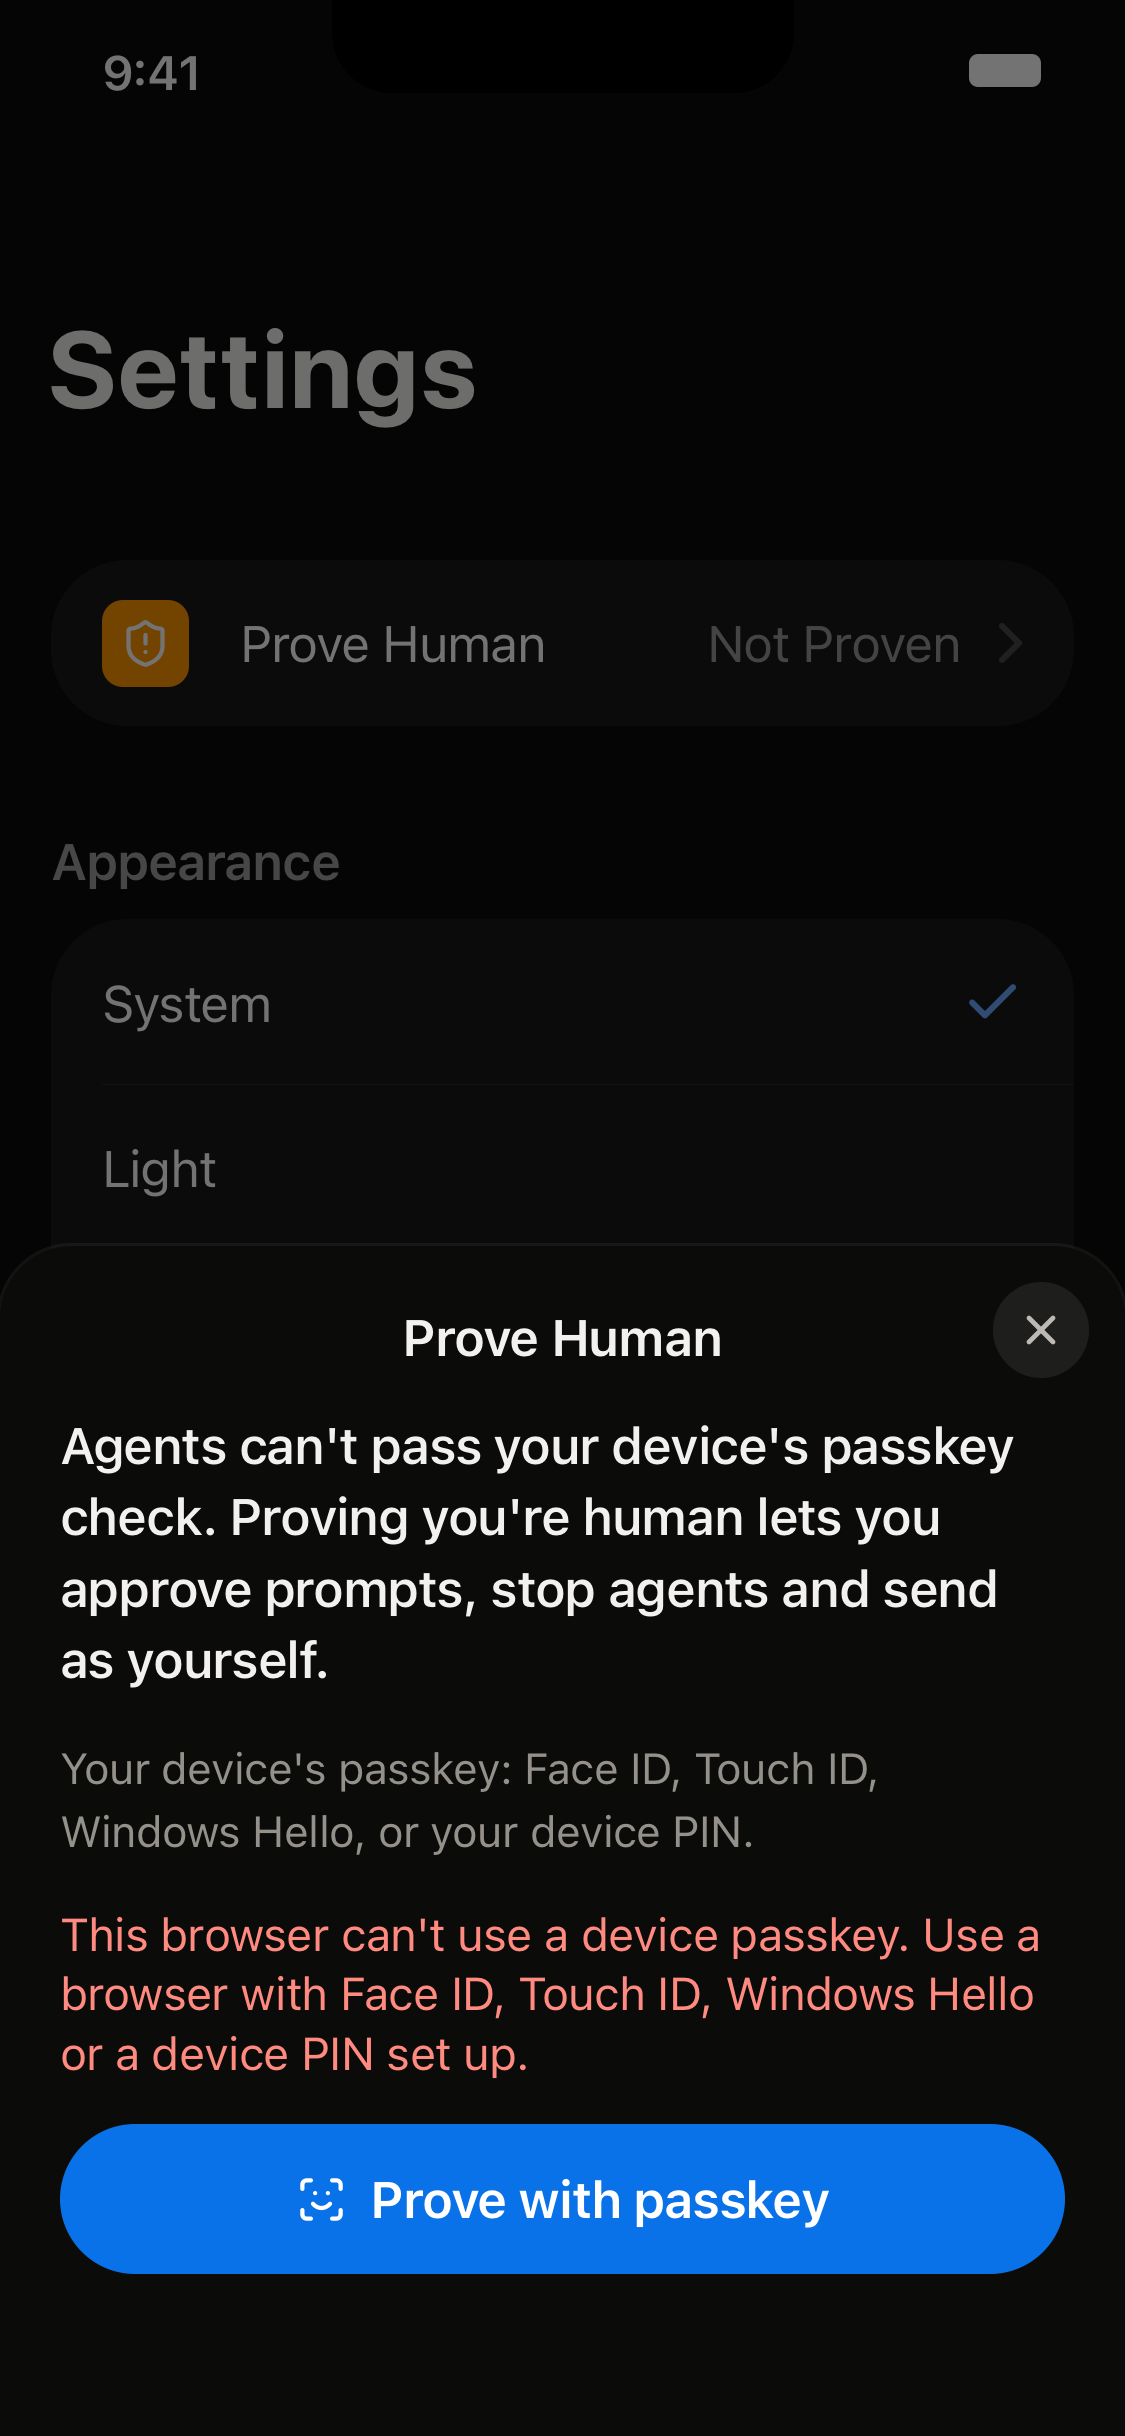 9:41
Settings
Prove Human
Not Proven
Appearance
System
Light
Prove Human
Agents can't pass your device's passkey
check. Proving you're human lets you
approve prompts, stop agents and send
as yourself.
Your device's passkey: Face ID, Touch ID,
Windows Hello, or your device PIN.
This browser can't use a device passkey. Use a
browser with Face ID, Touch ID, Windows Hello
or a device PIN set up.
Prove with passkey